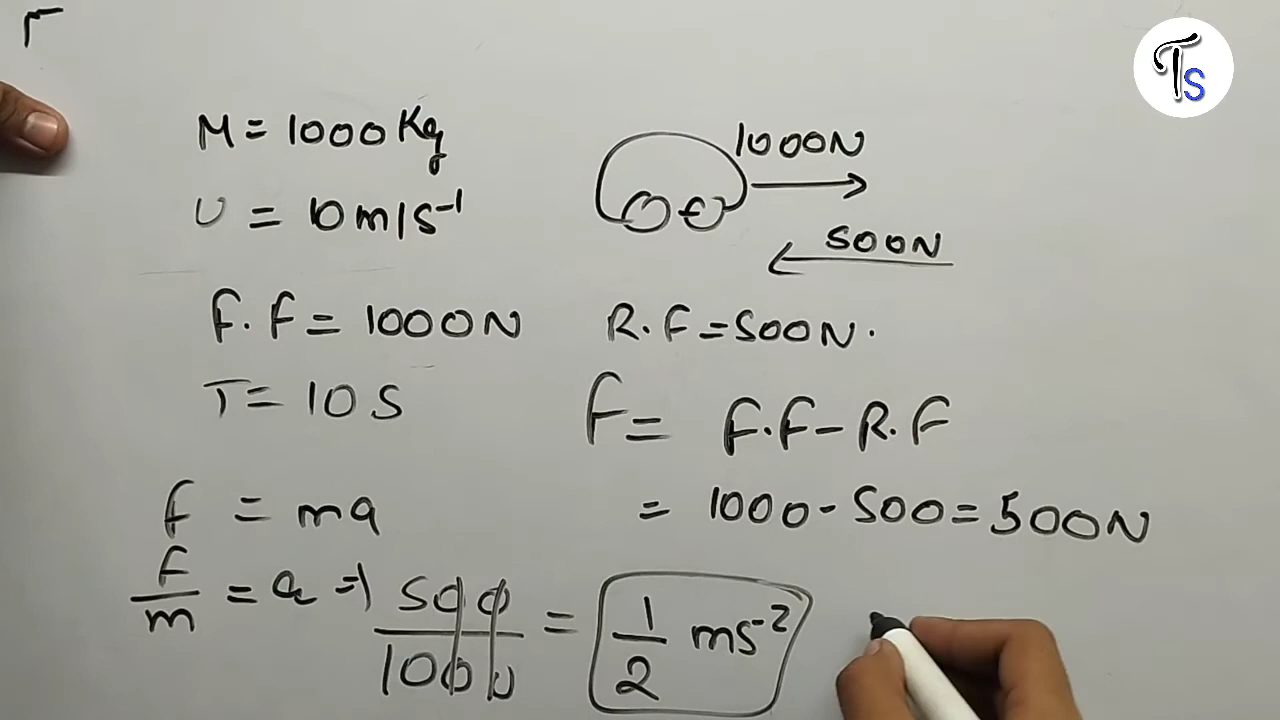 Ts
M = 1000 Kg
U = 10 m/s⁻¹
1000N
500N
F.F = 1000N
R.F = 500N.
T = 10 S
F = F.F - R.F
= 1000 - 500 = 500N
F = ma
F/m = a ⇒ 500/1000 = 1/2 ms⁻²